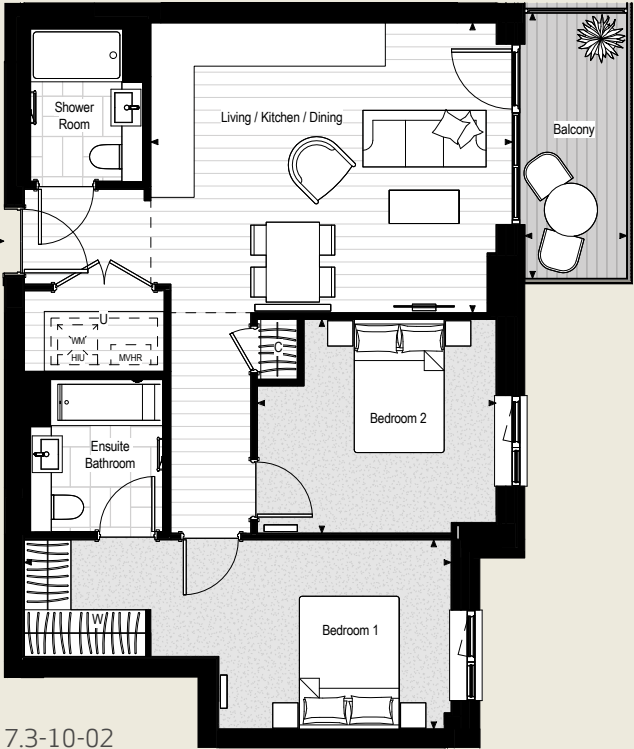 Shower
Room
Living / Kitchen / Dining
Balcony
U
WM
HIU
MVHR
C
Bedroom 2
Ensuite
Bathroom
W
Bedroom 1
7.3-10-02